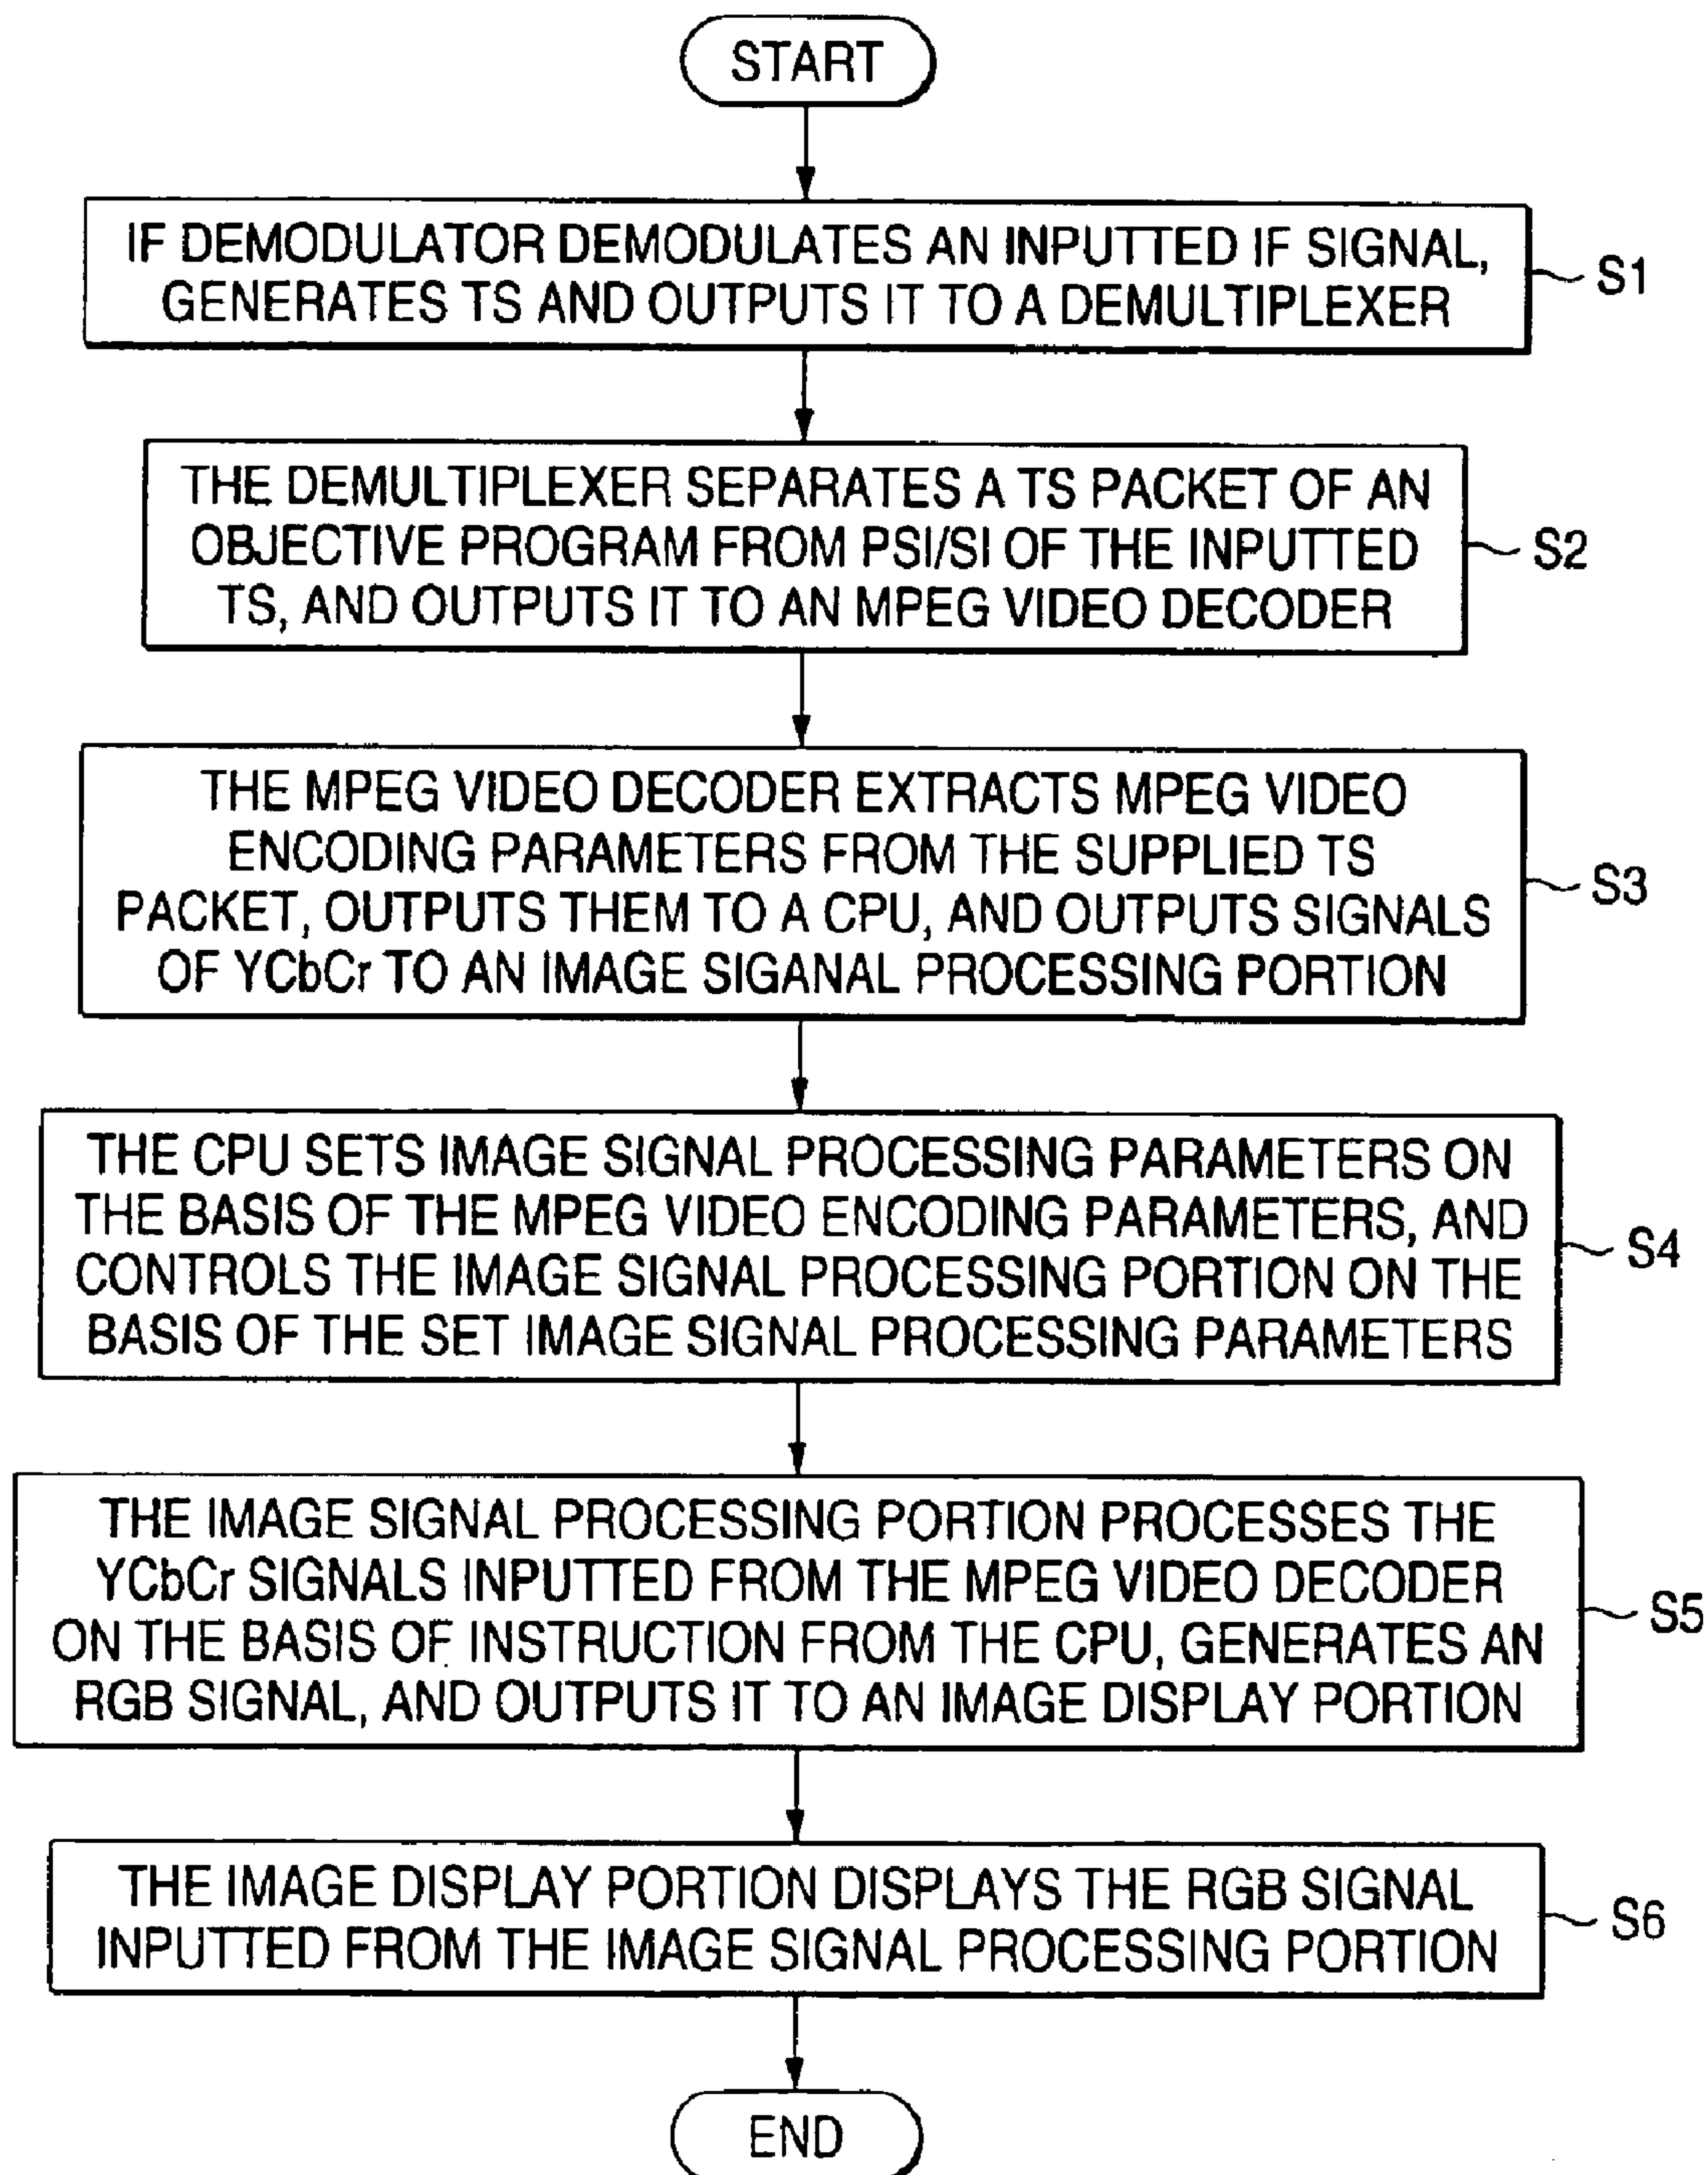 START
IF DEMODULATOR DEMODULATES AN INPUTTED IF SIGNAL,
GENERATES TS AND OUTPUTS IT TO A DEMULTIPLEXER
S1
THE DEMULTIPLEXER SEPARATES A TS PACKET OF AN
OBJECTIVE PROGRAM FROM PSI/SI OF THE INPUTTED
TS, AND OUTPUTS IT TO AN MPEG VIDEO DECODER
S2
THE MPEG VIDEO DECODER EXTRACTS MPEG VIDEO
ENCODING PARAMETERS FROM THE SUPPLIED TS
PACKET, OUTPUTS THEM TO A CPU, AND OUTPUTS SIGNALS
OF YCbCr TO AN IMAGE SIGANAL PROCESSING PORTION
S3
THE CPU SETS IMAGE SIGNAL PROCESSING PARAMETERS ON
THE BASIS OF THE MPEG VIDEO ENCODING PARAMETERS, AND
CONTROLS THE IMAGE SIGNAL PROCESSING PORTION ON THE
BASIS OF THE SET IMAGE SIGNAL PROCESSING PARAMETERS
S4
THE IMAGE SIGNAL PROCESSING PORTION PROCESSES THE
YCbCr SIGNALS INPUTTED FROM THE MPEG VIDEO DECODER
ON THE BASIS OF INSTRUCTION FROM THE CPU, GENERATES AN
RGB SIGNAL, AND OUTPUTS IT TO AN IMAGE DISPLAY PORTION
S5
THE IMAGE DISPLAY PORTION DISPLAYS THE RGB SIGNAL
INPUTTED FROM THE IMAGE SIGNAL PROCESSING PORTION
S6
END